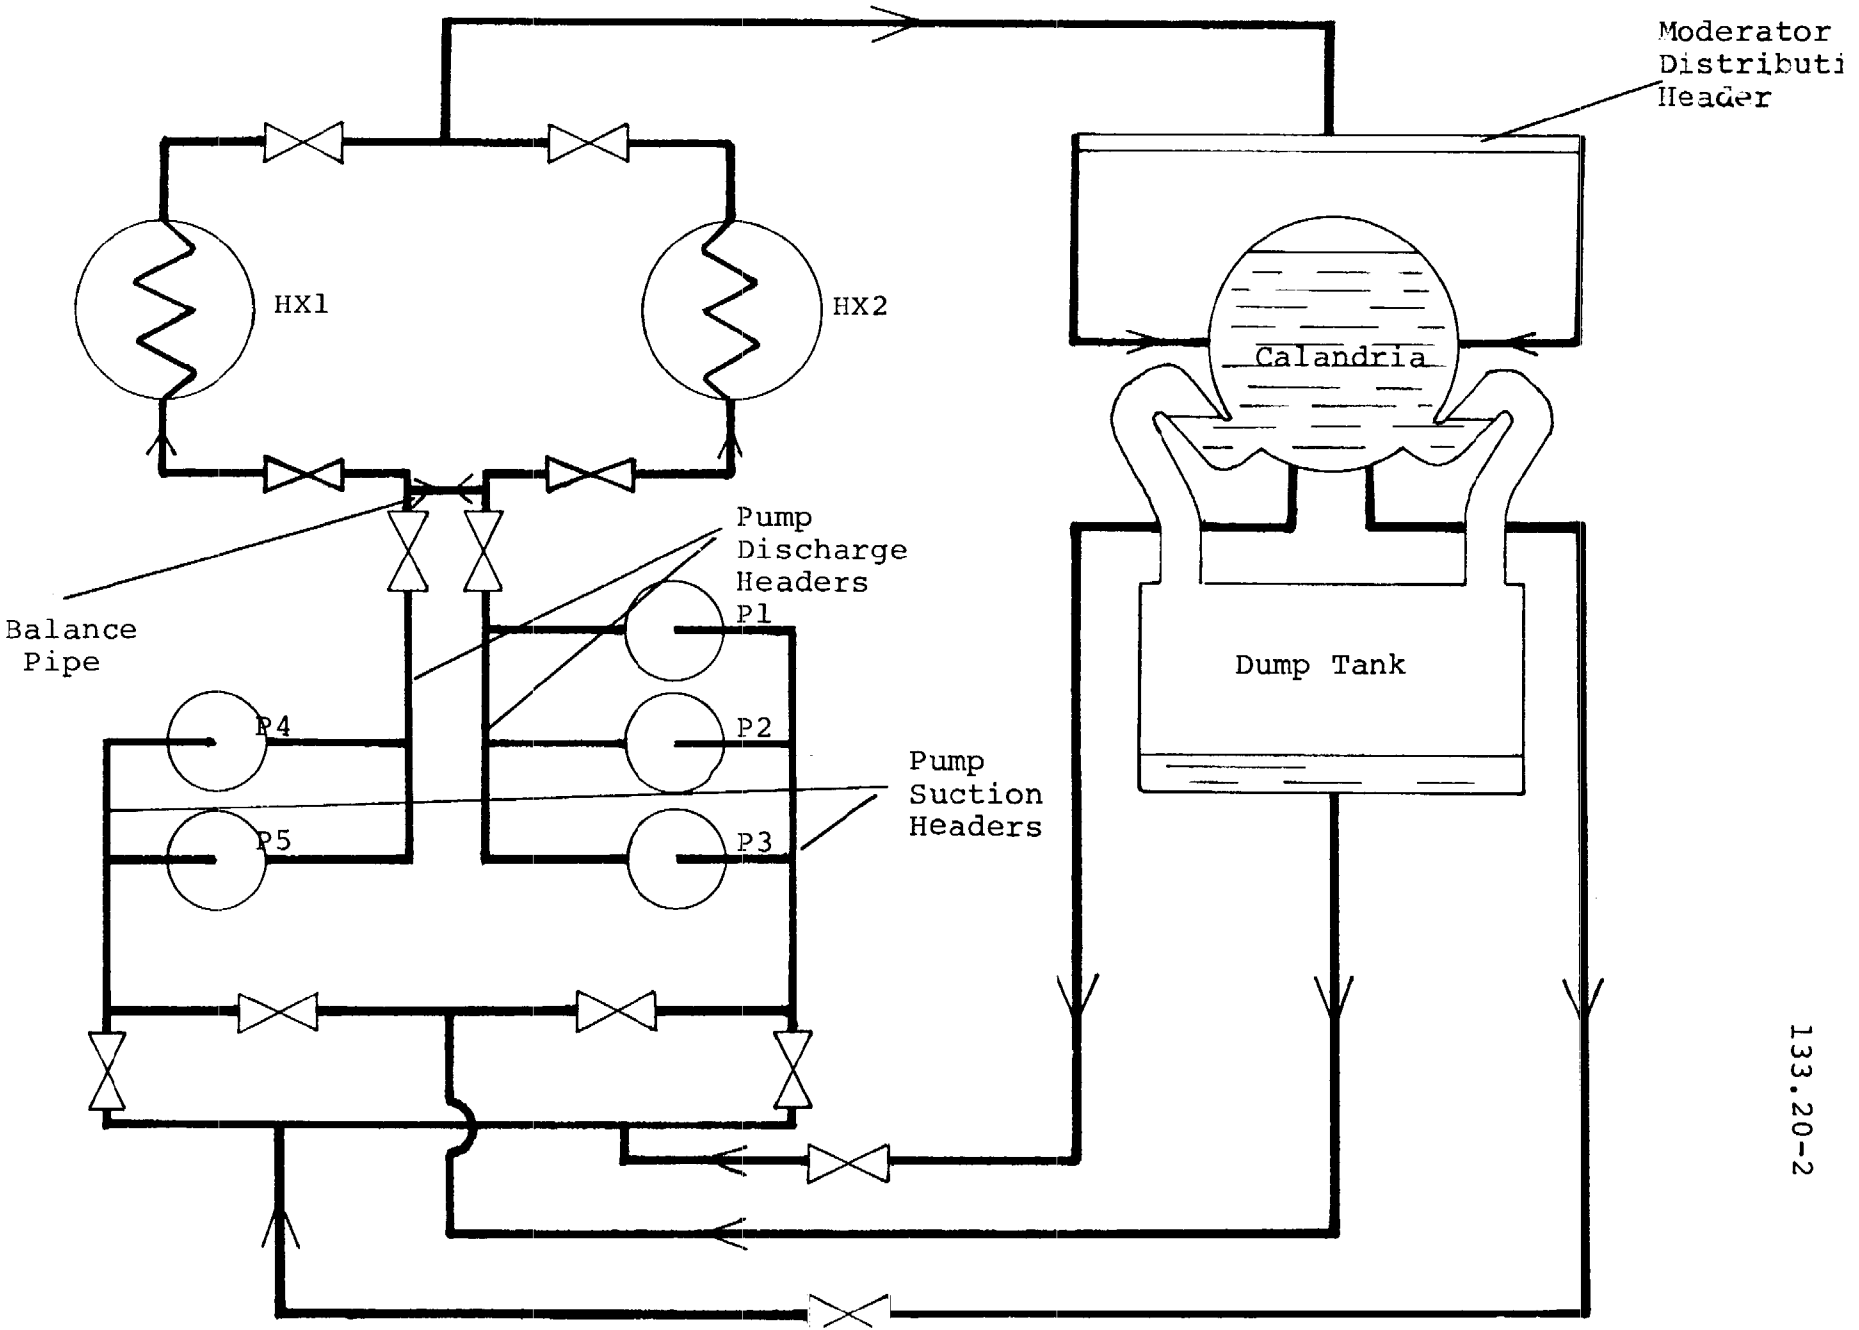 Moderator
Distributi
Header
HX1
HX2
Calandria
Pump
Discharge
Headers
Balance
Pipe
P1
P2
P3
P4
P5
Dump Tank
Pump
Suction
Headers
133.20-2